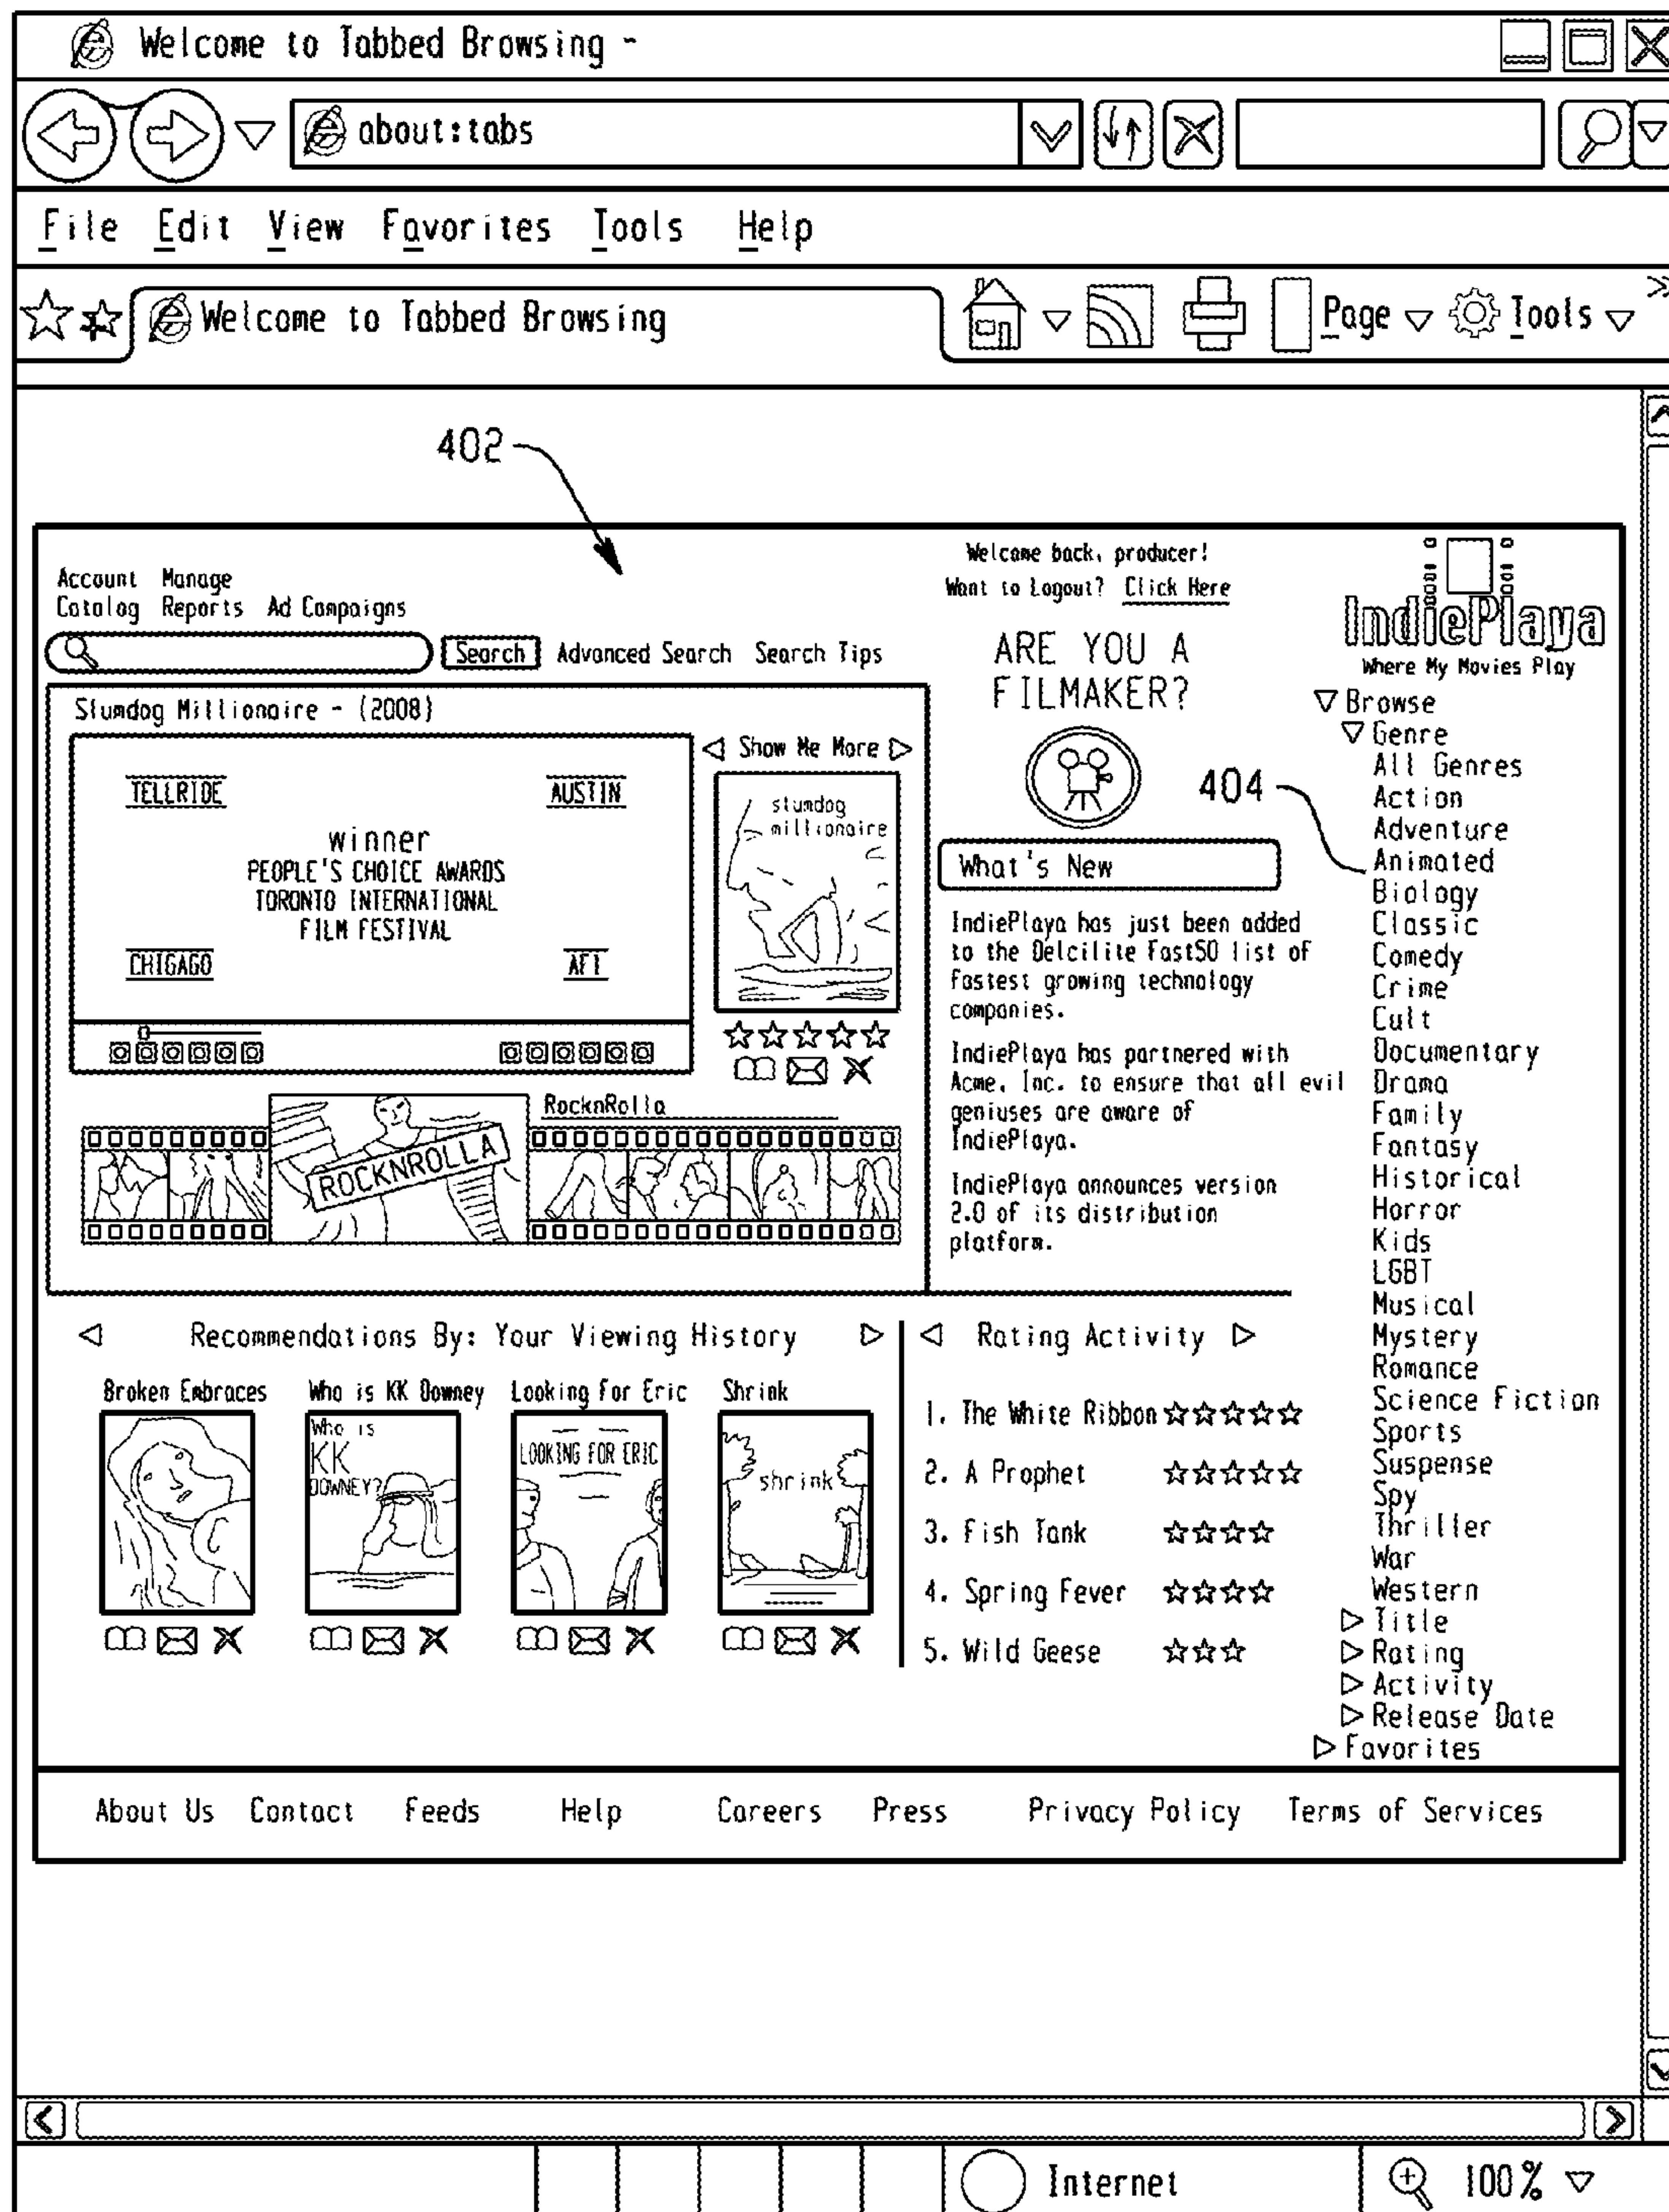 Welcome to Tabbed Browsing -
about:tabs
File Edit View Favorites Tools Help
Welcome to Tabbed Browsing
Page Tools
402
Account Manage
Catalog Reports Ad Campaigns
Search Advanced Search Search Tips
Slumdog Millionaire - (2008)
TELLRIDE AUSTIN
winner
PEOPLE'S CHOICE AWARDS
TORONTO INTERNATIONAL
FILM FESTIVAL
CHIGAGO AFI
Show Me More
slumdog
millionaire
RocknRolla
ROCKNROLLA
Welcome back, producer!
Want to Logout? Click Here
ARE YOU A
FILMAKER?
What's New
IndiePlaya has just been added
to the Delcilite Fast50 list of
fastest growing technology
companies.
IndiePlaya has partnered with
Acme, Inc. to ensure that all evil
geniuses are aware of
IndiePlaya.
IndiePlaya announces version
2.0 of its distribution
platform.
IndiePlaya
Where My Movies Play
404
Browse
Genre
All Genres
Action
Adventure
Animated
Biology
Classic
Comedy
Crime
Cult
Documentary
Drama
Family
Fantasy
Historical
Horror
Kids
LGBT
Musical
Mystery
Romance
Science Fiction
Sports
Suspense
Spy
Thriller
War
Western
Title
Rating
Activity
Release Date
Favorites
Recommendations By: Your Viewing History
Broken Embraces Who is KK Downey Looking For Eric Shrink
Who is
KK
DOWNEY?
LOOKING FOR ERIC
shrink
Rating Activity
1. The White Ribbon
2. A Prophet
3. Fish Tank
4. Spring Fever
5. Wild Geese
About Us Contact Feeds Help Careers Press Privacy Policy Terms of Services
Internet 100%